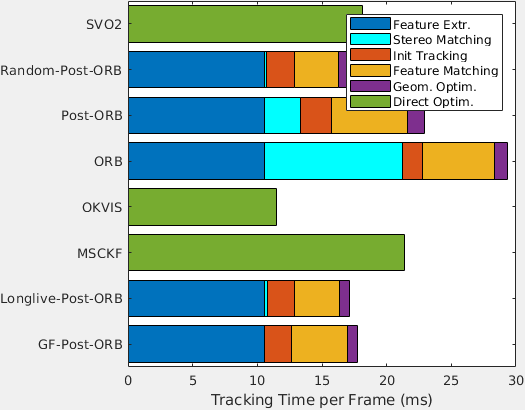 SVO2
Random-Post-ORB
Post-ORB
ORB
OKVIS
MSCKF
Longlive-Post-ORB
GF-Post-ORB
Feature Extr.
Stereo Matching
Init Tracking
Feature Matching
Geom. Optim.
Direct Optim.
0 5 10 15 20 25 30
Tracking Time per Frame (ms)